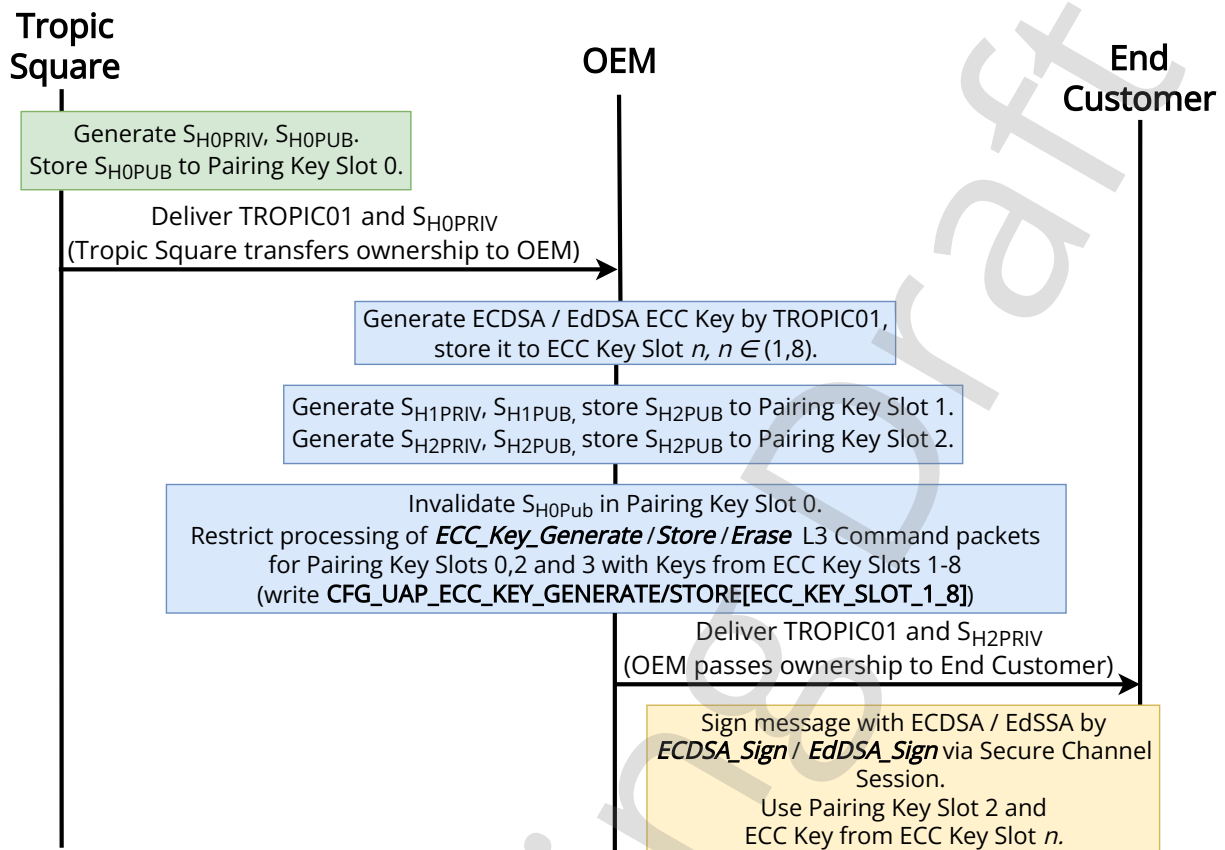 Tropic
Square
OEM
End
Customer
Generate SH0PRIV, SH0PUB.
Store SH0PUB to Pairing Key Slot 0.
Deliver TROPIC01 and SH0PRIV
(Tropic Square transfers ownership to OEM)
Generate ECDSA / EdDSA ECC Key by TROPIC01,
store it to ECC Key Slot n, n ∈ (1,8).
Generate SH1PRIV, SH1PUB, store SH2PUB to Pairing Key Slot 1.
Generate SH2PRIV, SH2PUB, store SH2PUB to Pairing Key Slot 2.
Invalidate SH0Pub in Pairing Key Slot 0.
Restrict processing of ECC_Key_Generate / Store / Erase L3 Command packets
for Pairing Key Slots 0,2 and 3 with Keys from ECC Key Slots 1-8
(write CFG_UAP_ECC_KEY_GENERATE/STORE[ECC_KEY_SLOT_1_8])
Deliver TROPIC01 and SH2PRIV
(OEM passes ownership to End Customer)
Sign message with ECDSA / EdSSA by
ECDSA_Sign / EdDSA_Sign via Secure Channel
Session.
Use Pairing Key Slot 2 and
ECC Key from ECC Key Slot n.
ng Draft